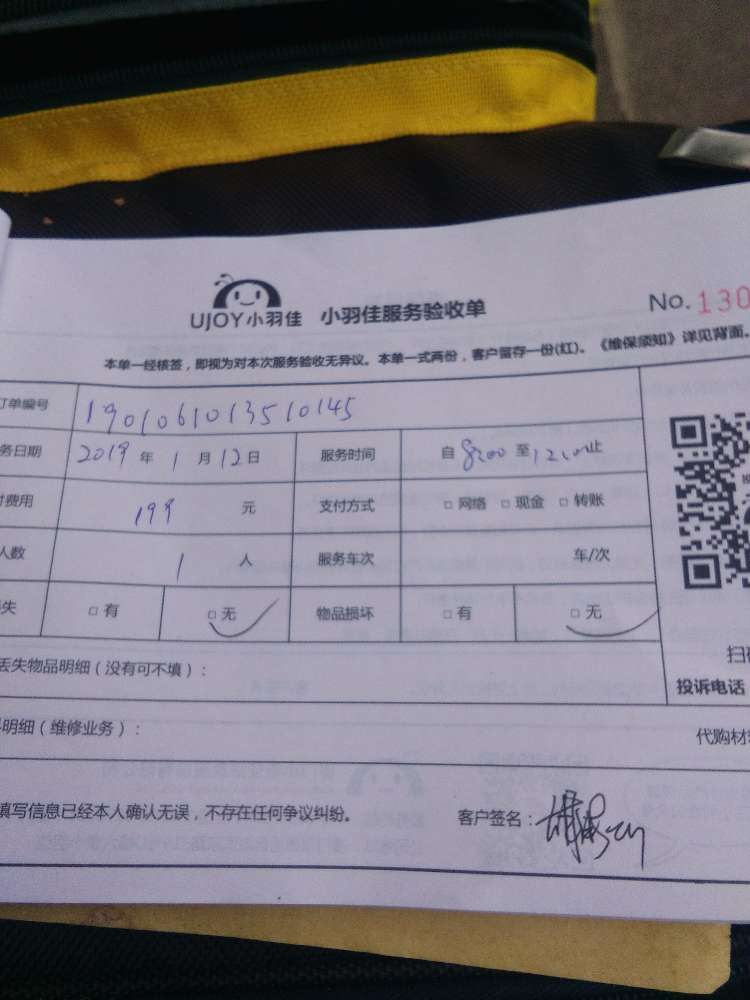 UJOY小羽佳 小羽佳服务验收单 No.130
本单一经核签，即视为对本次服务验收无异议。本单一式两份，客户留存一份(红)。《维保须知》详见背面。
订单编号 1901061013510145
务日期 2019 年 1 月 12 日 服务时间 自 8:00 至 12:0 止
付费用 199 元 支付方式 □ 网络 □ 现金 □ 转账
人数 1 人 服务车次 车/次
失 □ 有 □ 无 物品损坏 □ 有 □ 无
丢失物品明细（没有可不填）：
扫
投诉电话
明细（维修业务）：
代购材
填写信息已经本人确认无误，不存在任何争议纠纷。 客户签名：